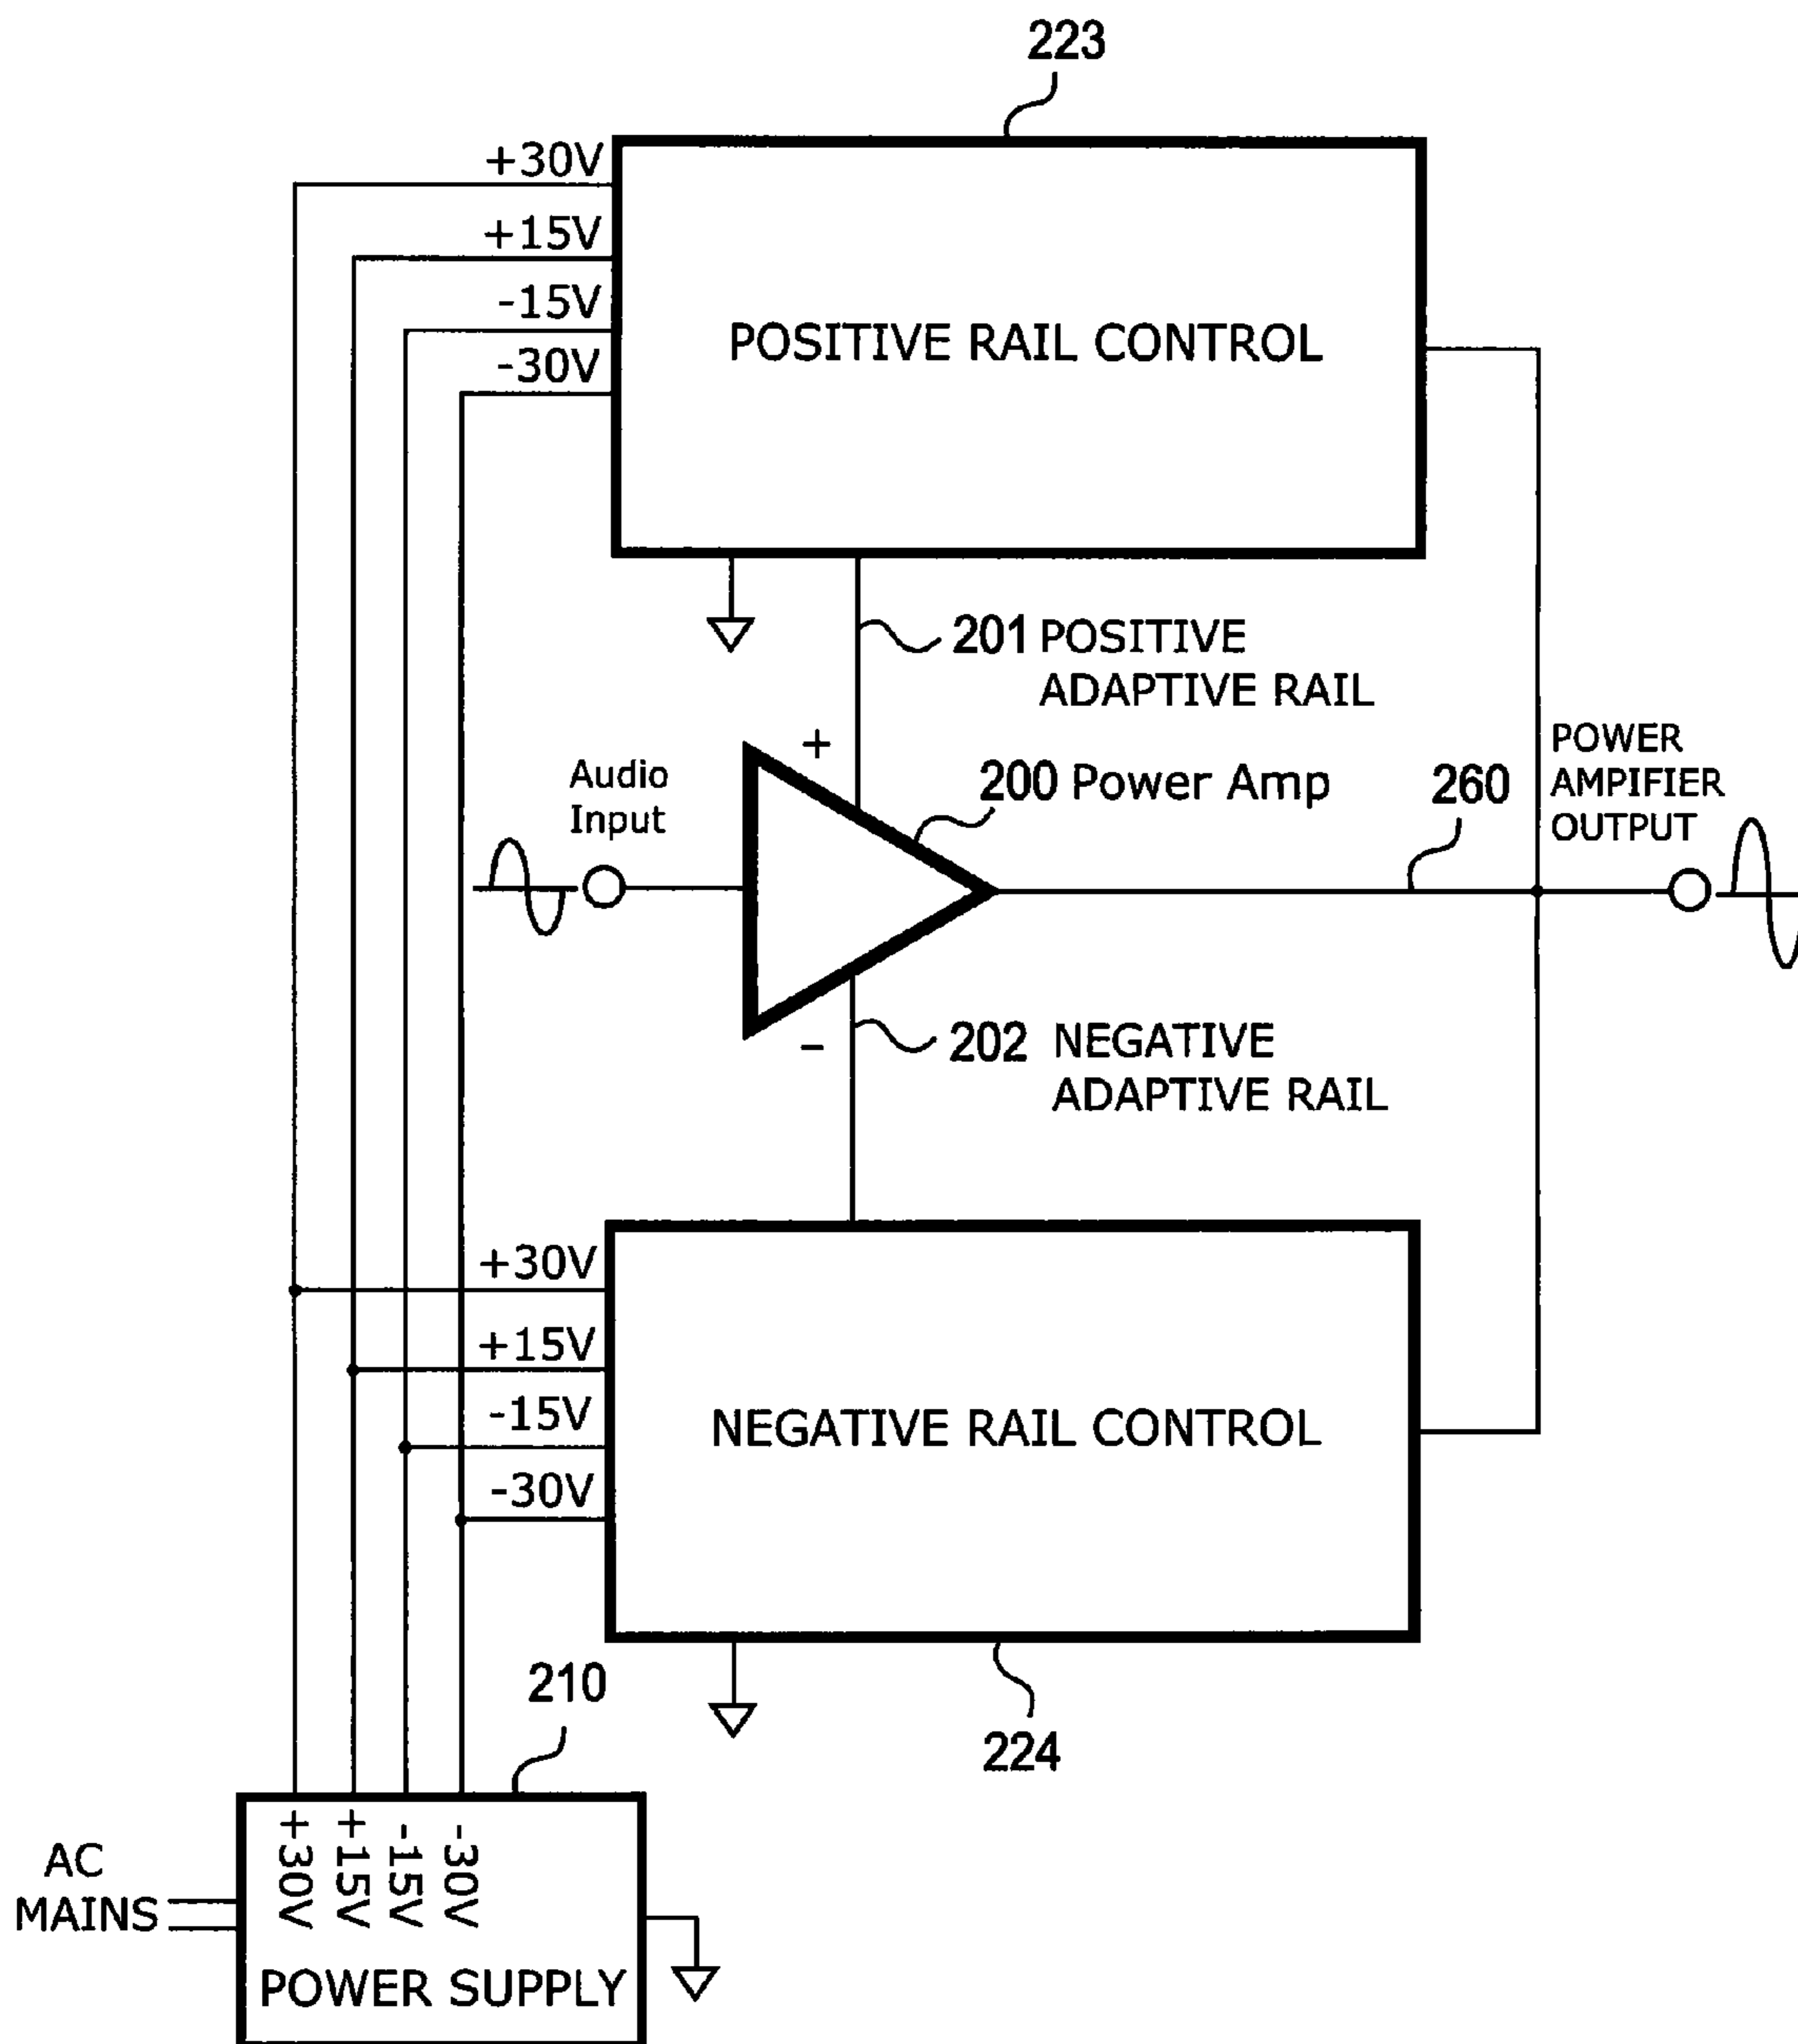 223
+30V
+15V
-15V
-30V
POSITIVE RAIL CONTROL
201 POSITIVE
ADAPTIVE RAIL
+
Audio
Input
200 Power Amp
260
POWER
AMPIFIER
OUTPUT
-
202 NEGATIVE
ADAPTIVE RAIL
+30V
+15V
-15V
-30V
NEGATIVE RAIL CONTROL
224
210
+30V
+15V
-15V
-30V
AC
MAINS
POWER SUPPLY